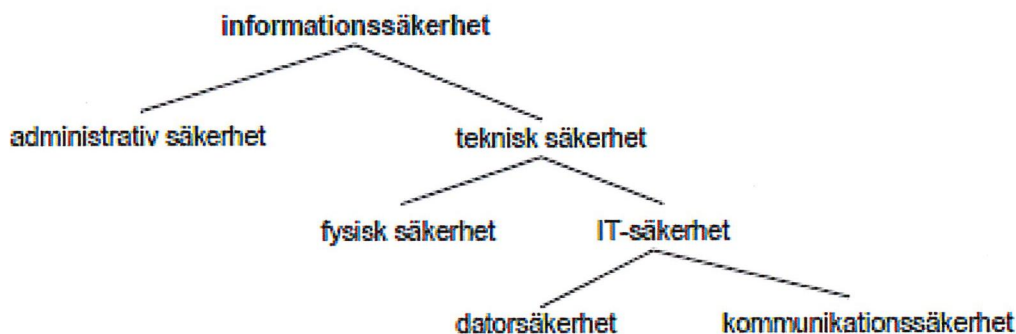 informationssäkerhet
administrativ säkerhet
teknisk säkerhet
fysisk säkerhet
IT-säkerhet
datorsäkerhet
kommunikationssäkerhet